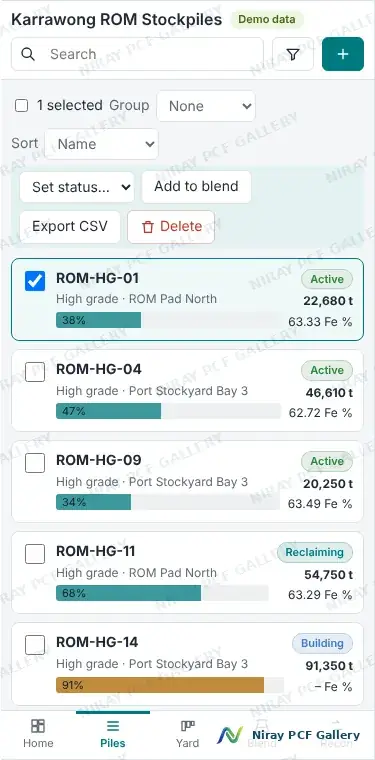 Karrawong ROM Stockpiles Demo data
Search
1 selected Group None
Sort Name
Set status... Add to blend
Export CSV Delete
ROM-HG-01 Active
High grade · ROM Pad North 22,680 t
38% 63.33 Fe %
ROM-HG-04 Active
High grade · Port Stockyard Bay 3 46,610 t
47% 62.72 Fe %
ROM-HG-09 Active
High grade · Port Stockyard Bay 3 20,250 t
34% 63.49 Fe %
ROM-HG-11 Reclaiming
High grade · ROM Pad North 54,750 t
68% 63.29 Fe %
ROM-HG-14 Building
High grade · Port Stockyard Bay 3 91,350 t
91% – Fe %
Home Piles Yard Blend Recon
Niray PCF Gallery
NIRAY PCF GALLERY